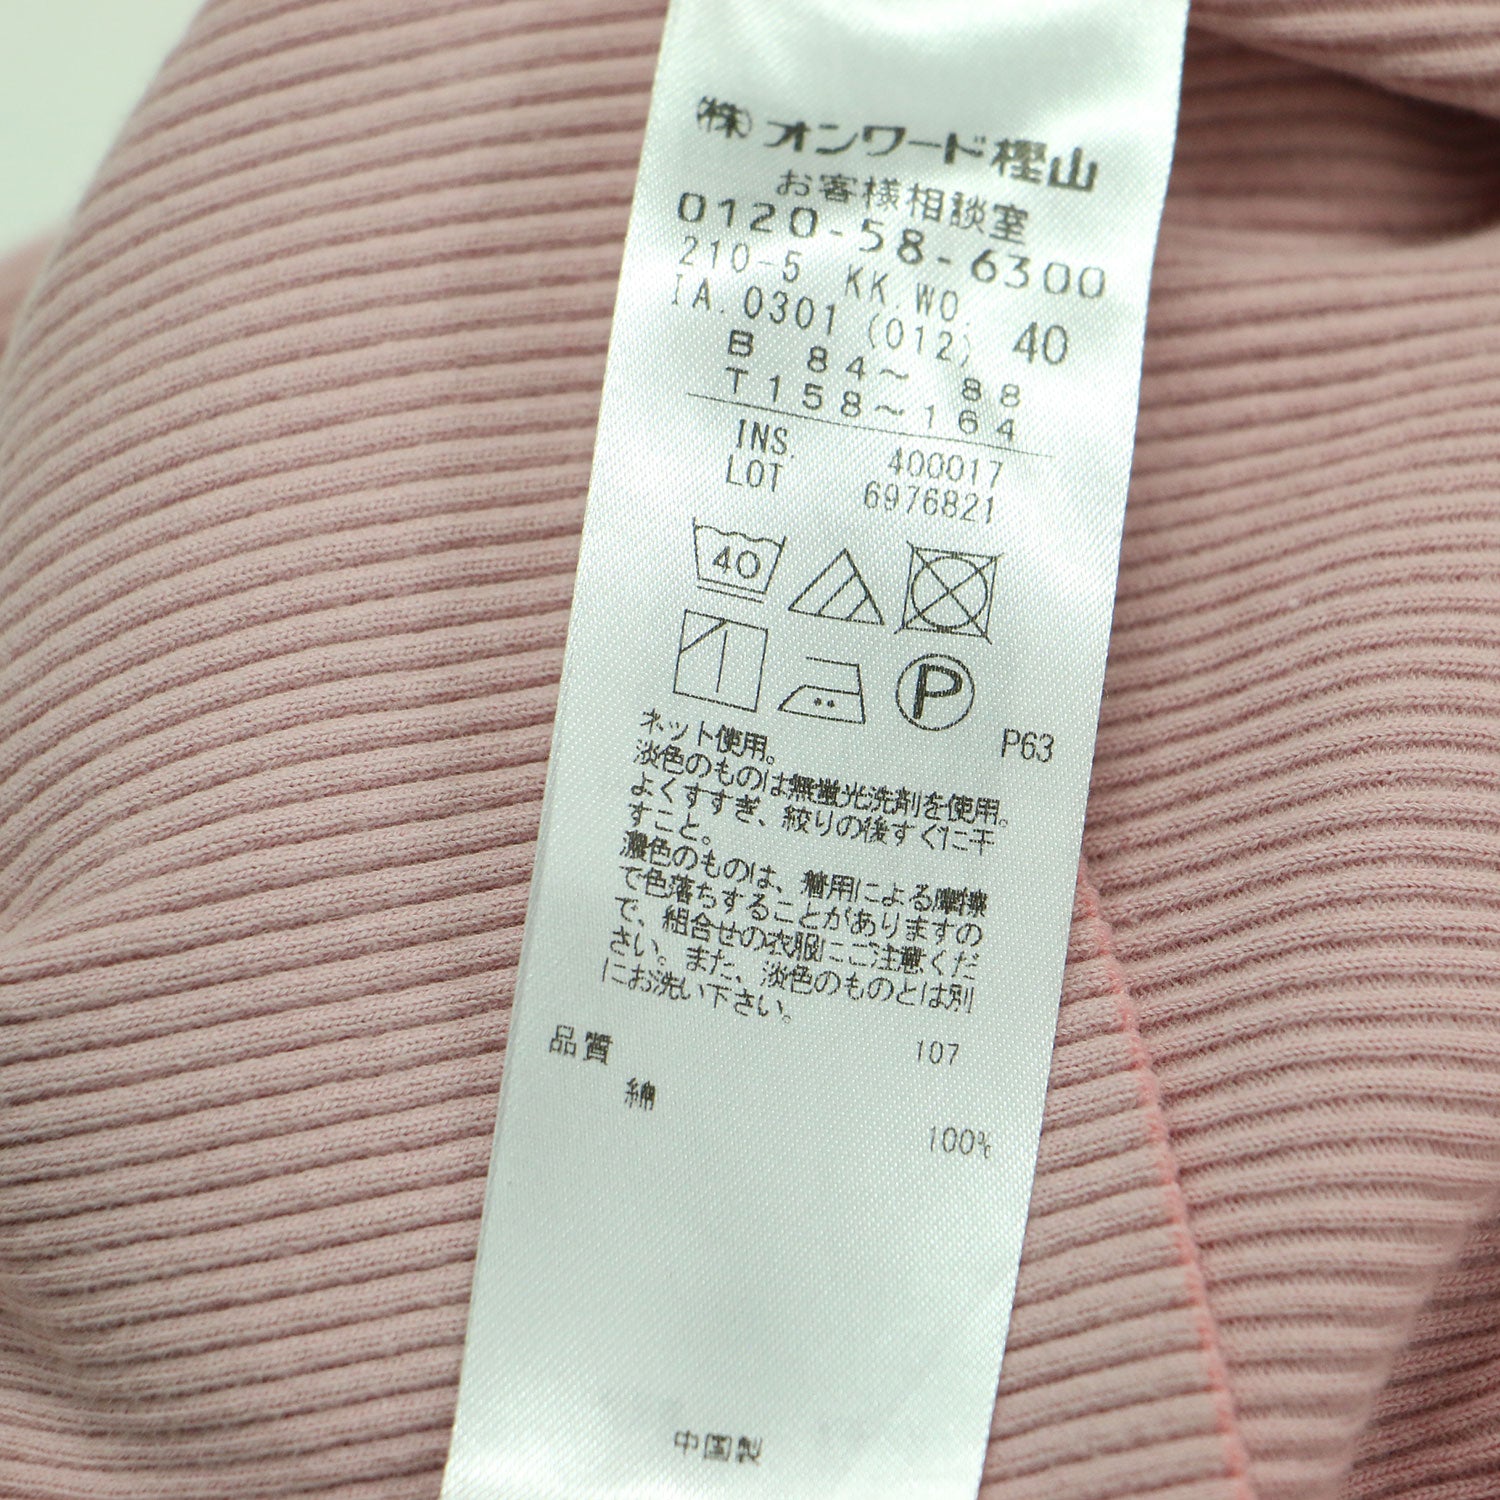 ㈱オンワード樫山
お客様相談室
0120-58-6300
210-5 KK.WO.
IA.0301 (012) 40
B 84～ 88
T158～164
INS. 400017
LOT 6976821
40
P
P63
ネット使用。
淡色のものは無蛍光洗剤を使用。
よくすすぎ、絞りの後すぐに干
すこと。
濃色のものは、着用による摩擦
で色落ちすることがありますの
で、組合せの衣服にご注意くだ
さい。また、淡色のものとは別
にお洗い下さい。
品質 107
綿
100%
中国製